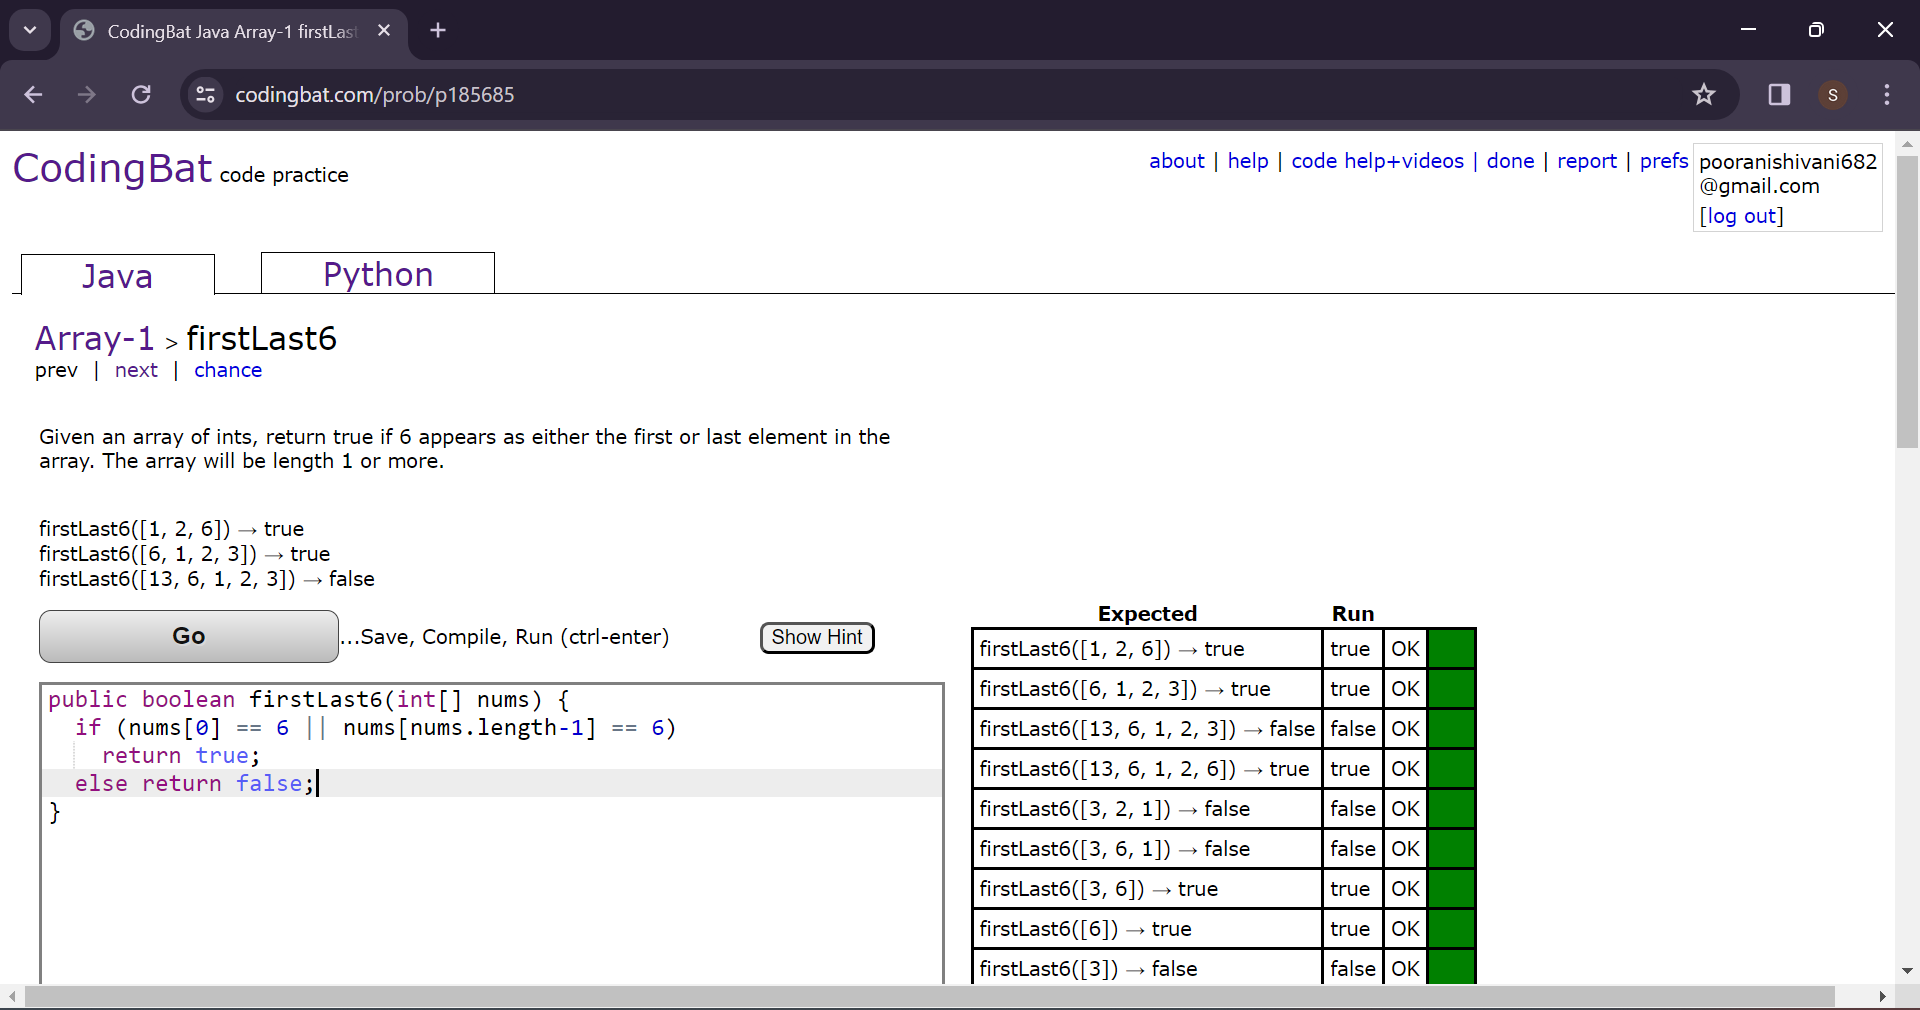 CodingBat Java Array-1 firstLast
codingbat.com/prob/p185685
S
CodingBat code practice
about | help | code help+videos | done | report | prefs
pooranishivani682
@gmail.com
[log out]
Java
Python
Array-1 > firstLast6
prev | next | chance
Given an array of ints, return true if 6 appears as either the first or last element in the
array. The array will be length 1 or more.
firstLast6([1, 2, 6]) → true
firstLast6([6, 1, 2, 3]) → true
firstLast6([13, 6, 1, 2, 3]) → false
Go
...Save, Compile, Run (ctrl-enter)
Show Hint
public boolean firstLast6(int[] nums) {
  if (nums[0] == 6 || nums[nums.length-1] == 6)
    return true;
  else return false;
}
Expected Run
firstLast6([1, 2, 6]) → true true OK
firstLast6([6, 1, 2, 3]) → true true OK
firstLast6([13, 6, 1, 2, 3]) → false false OK
firstLast6([13, 6, 1, 2, 6]) → true true OK
firstLast6([3, 2, 1]) → false false OK
firstLast6([3, 6, 1]) → false false OK
firstLast6([3, 6]) → true true OK
firstLast6([6]) → true true OK
firstLast6([3]) → false false OK